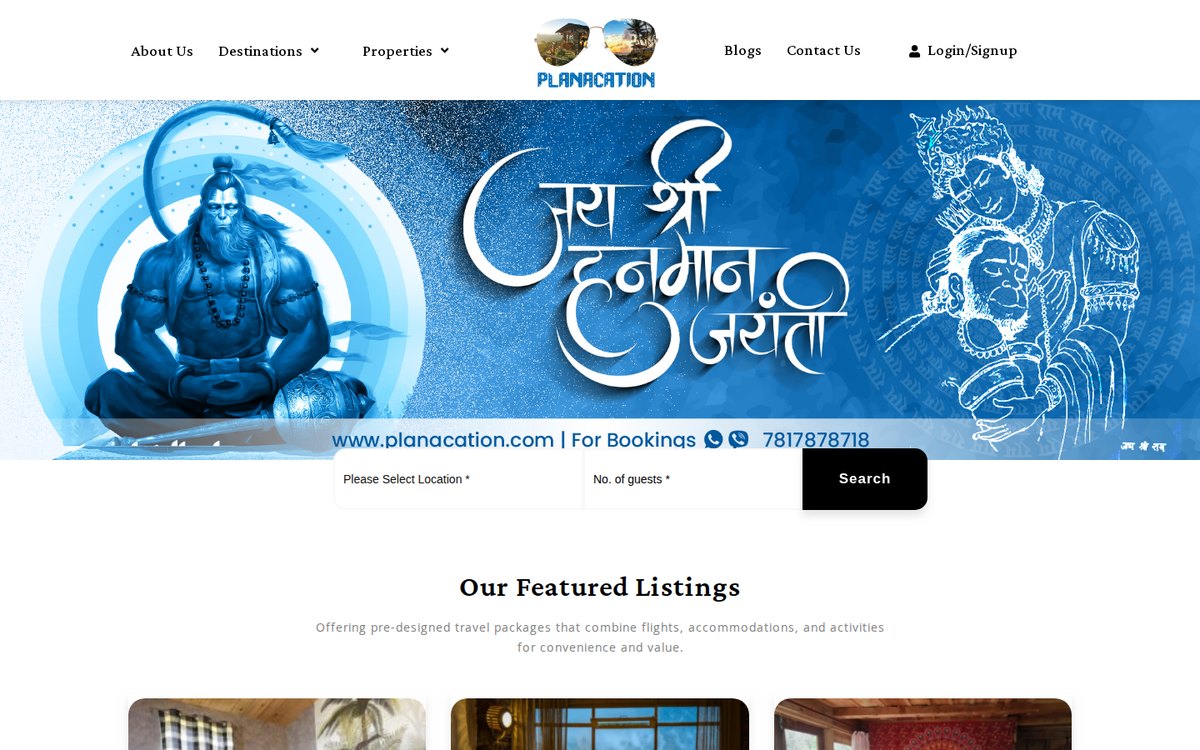 About Us
Destinations
Properties
PLANACATION
Blogs
Contact Us
Login/Signup
जय श्री
हनुमान
जयंती
जय श्री राम
www.planacation.com | For Bookings 7817878718
Please Select Location *
No. of guests *
Search
Our Featured Listings
Offering pre-designed travel packages that combine flights, accommodations, and activities
for convenience and value.